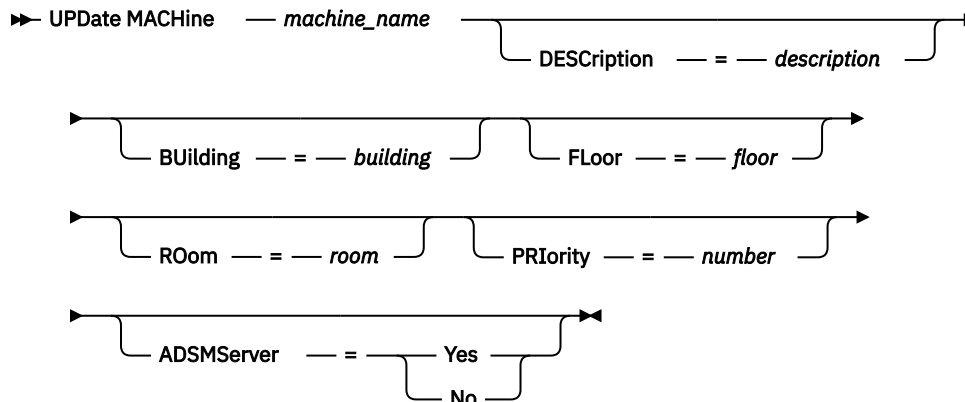 UPDate MACHine — machine_name
DESCription — = — description
BUilding — = — building
FLoor — = — floor
ROom — = — room
PRIority — = — number
ADSMServer — = — Yes
No